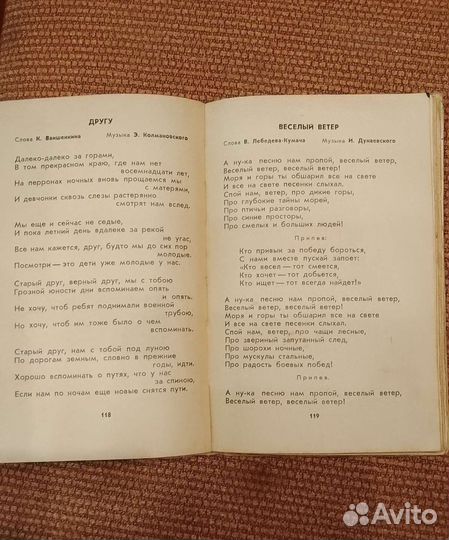 ДРУГУ
Слова К. Ваншенкина Музыка Э. Колмановского
Далеко-далеко за горами,
В том прекрасном краю, где нам нет
восемнадцати лет,
На перронах ночных вновь прощаемся мы
с матерями,
И девчонки сквозь слезы растерянно
смотрят нам вслед.
Мы еще и сейчас не седые,
И пока летний день вдалеке за рекой
не угас,
Все нам кажется, друг, будто мы до сих пор
молодые.
Посмотри — это дети уже молодые у нас.
Старый друг, верный друг, мы с тобою
Грозной юности дни вспоминаем опять
и опять.
Не хочу, чтоб ребят поднимали военной
трубою,
Но хочу, чтоб им тоже было о чем
вспоминать.
Старый друг, нам с тобой под луною
По дорогам земным, словно в прежние
годы, идти.
Хорошо вспоминать о путях, что у нас
за спиною,
Если нам по ночам еще новые снятся пути.
118
ВЕСЕЛЫЙ ВЕТЕР
Слова В. Лебедева-Кумача Музыка И. Дунаевского
А ну-ка песню нам пропой, веселый ветер,
Веселый ветер, веселый ветер!
Моря и горы ты обшарил все на свете
И все на свете песенки слыхал.
Спой нам, ветер, про дикие горы,
Про глубокие тайны морей,
Про птичьи разговоры,
Про синие просторы,
Про смелых и больших людей!
Припев:
Кто привык за победу бороться,
С нами вместе пускай запоет:
«Кто весел — тот смеется,
Кто хочет — тот добьется,
Кто ищет — тот всегда найдет!»
А ну-ка песню нам пропой, веселый ветер,
Веселый ветер, веселый ветер!
Моря и горы ты обшарил все на свете
И все на свете песенки слыхал.
Спой нам, ветер, про чащи лесные,
Про звериный запутанный след,
Про шорохи ночные,
Про мускулы стальные,
Про радость боевых побед!
Припев.
А ну-ка песню нам пропой, веселый ветер,
Веселый ветер, веселый ветер!
119
Avito